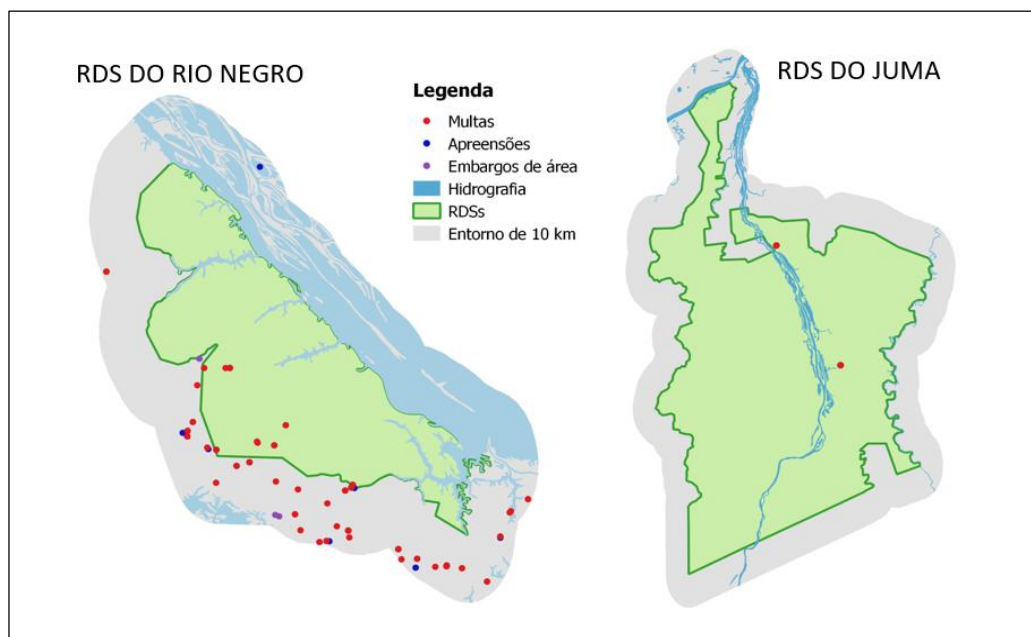 RDS DO RIO NEGRO
RDS DO JUMA
Legenda
Multas
Apreensões
Embargos de área
Hidrografia
RDSs
Entorno de 10 km